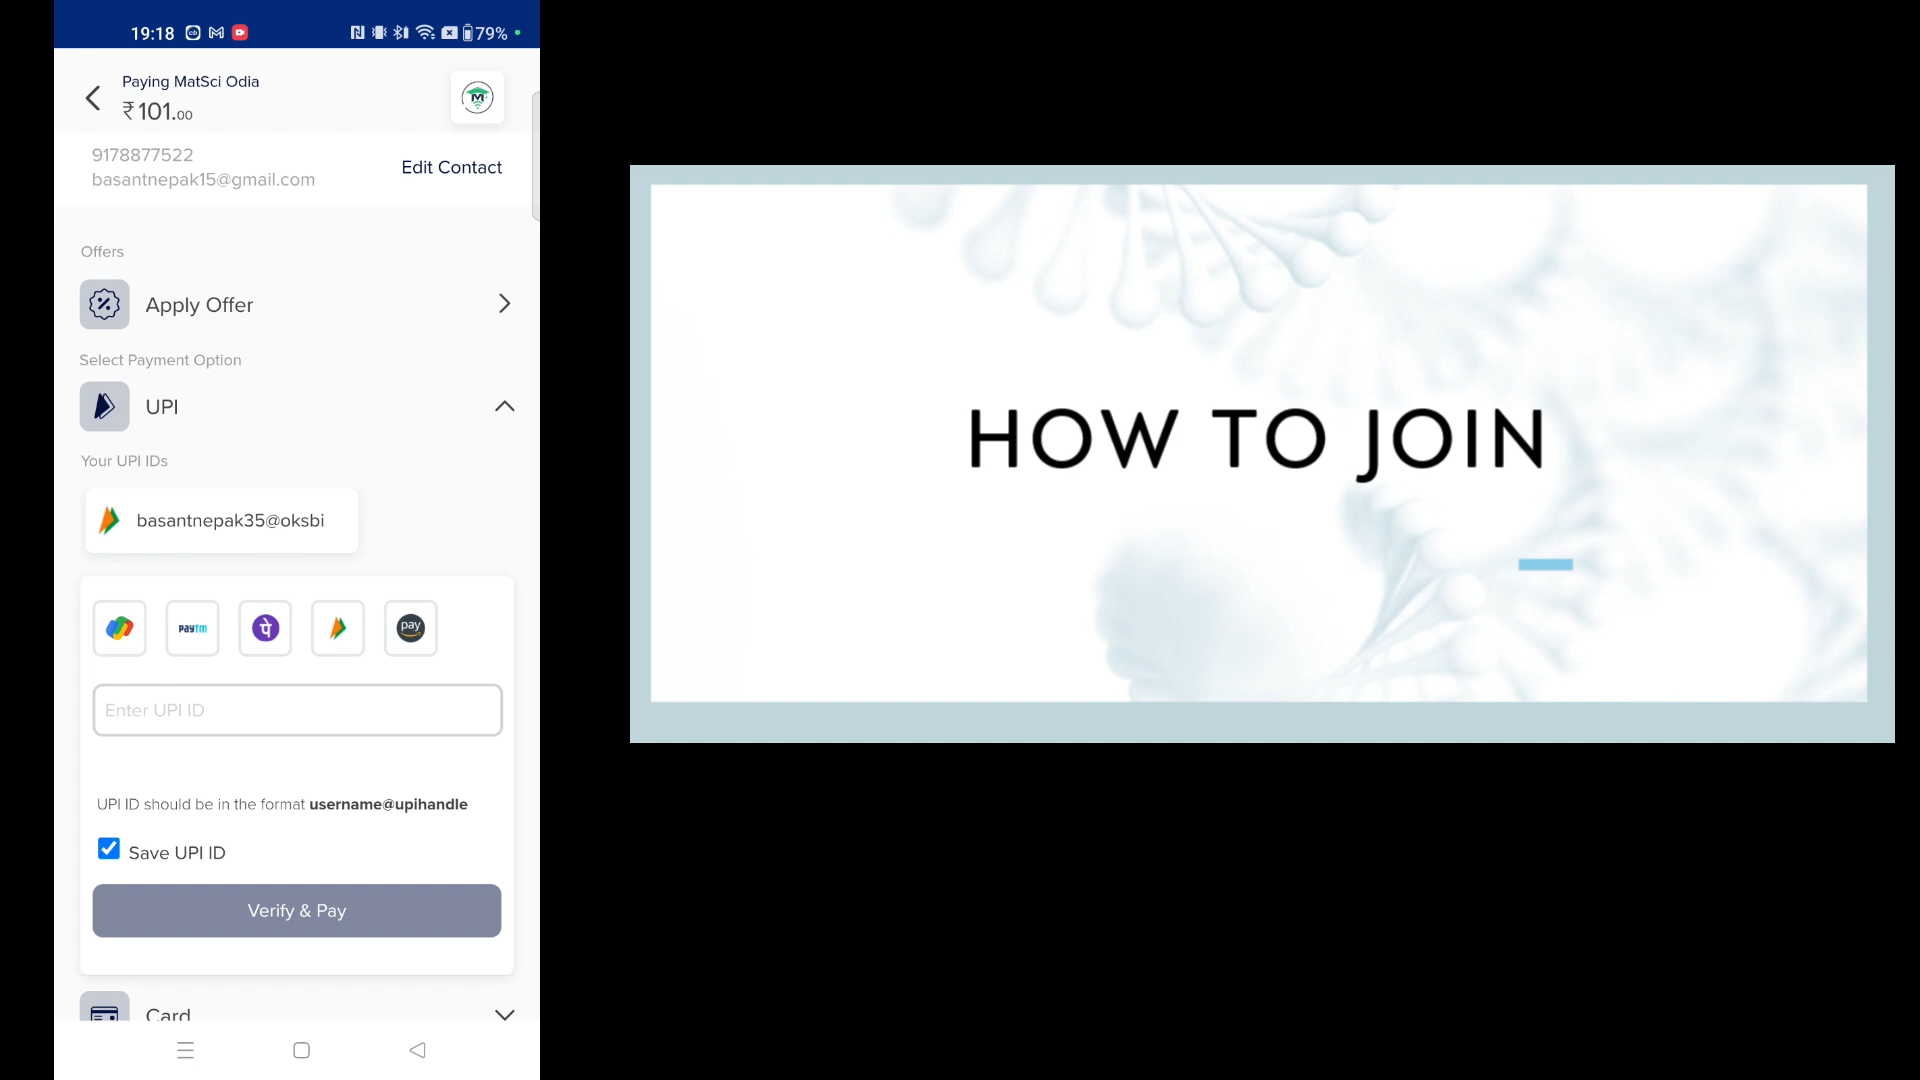 19:18
79%
Paying MatSci Odia
₹101.00
9178877522
basantnepak15@gmail.com
Edit Contact
Offers
Apply Offer
Select Payment Option
UPI
Your UPI IDs
basantnepak35@oksbi
paytm
पे
pay
Enter UPI ID
UPI ID should be in the format username@upihandle
Save UPI ID
Verify & Pay
Card
HOW TO JOIN